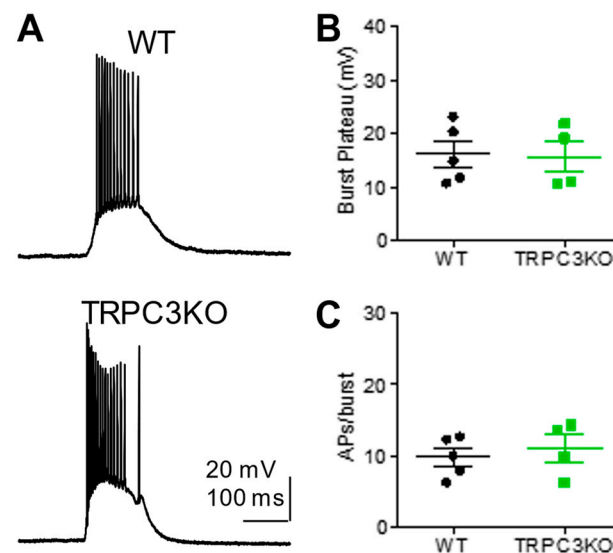 A
WT
TRPC3KO
20 mV
100 ms
B
Burst Plateau (mV)
40
30
20
10
0
WT TRPC3KO
C
APs/burst
30
20
10
0
WT TRPC3KO